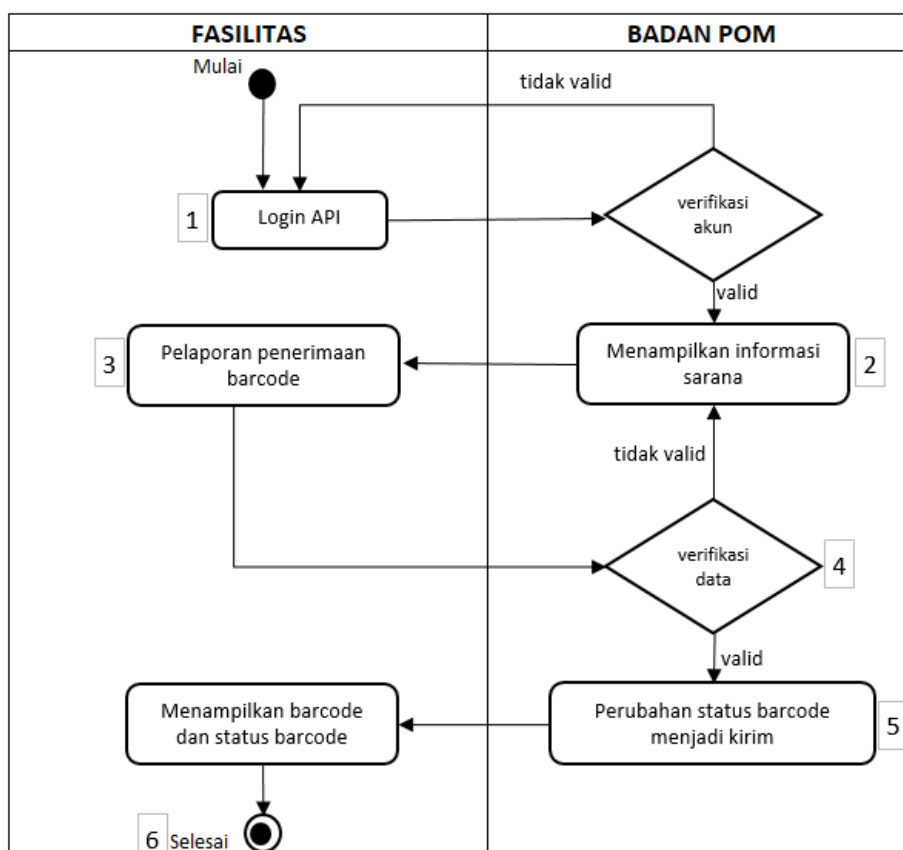 FASILITAS
BADAN POM
Mulai
tidak valid
1
Login API
verifikasi
akun
valid
3
Pelaporan penerimaan
barcode
Menampilkan informasi
sarana
2
tidak valid
verifikasi
data
4
valid
Menampilkan barcode
dan status barcode
Perubahan status barcode
menjadi kirim
5
6
Selesai